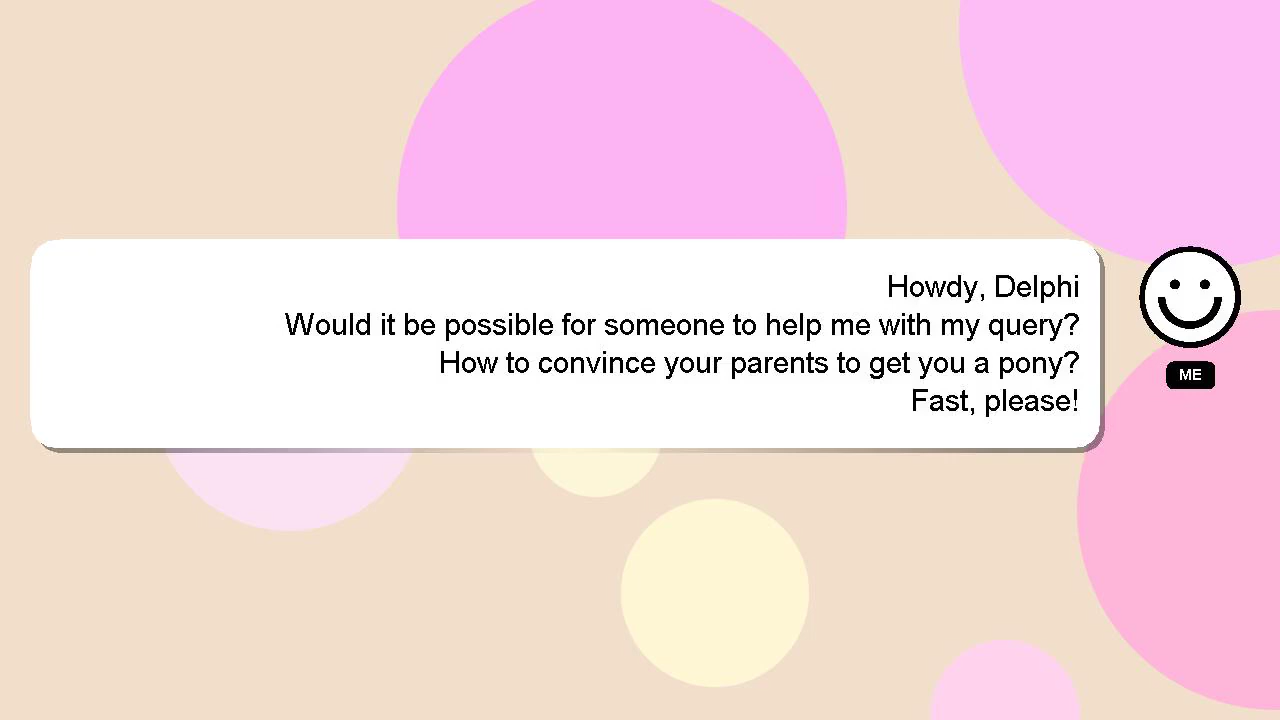 Howdy, Delphi
Would it be possible for someone to help me with my query?
How to convince your parents to get you a pony?
Fast, please!
ME